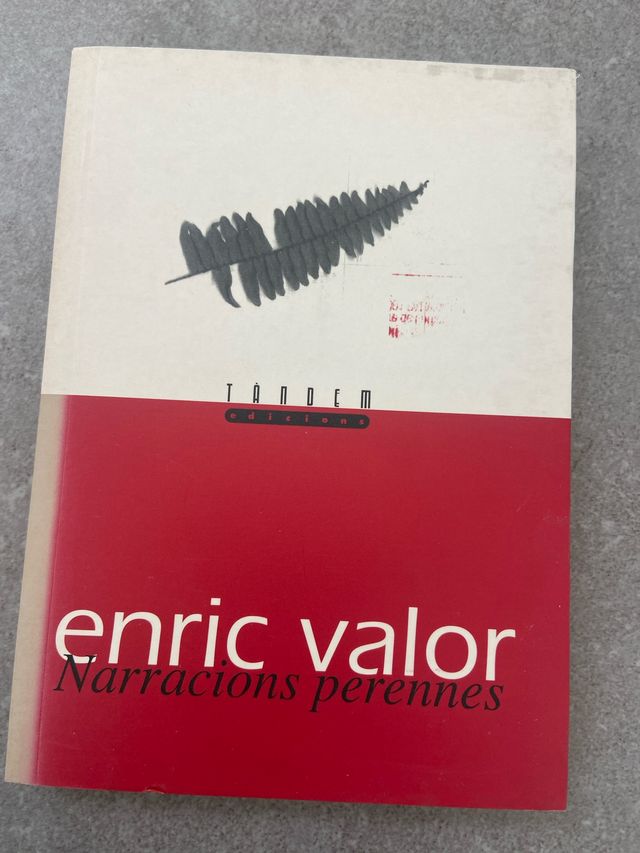 TÀNDEM
edicions
enric valor
Narracions perennes